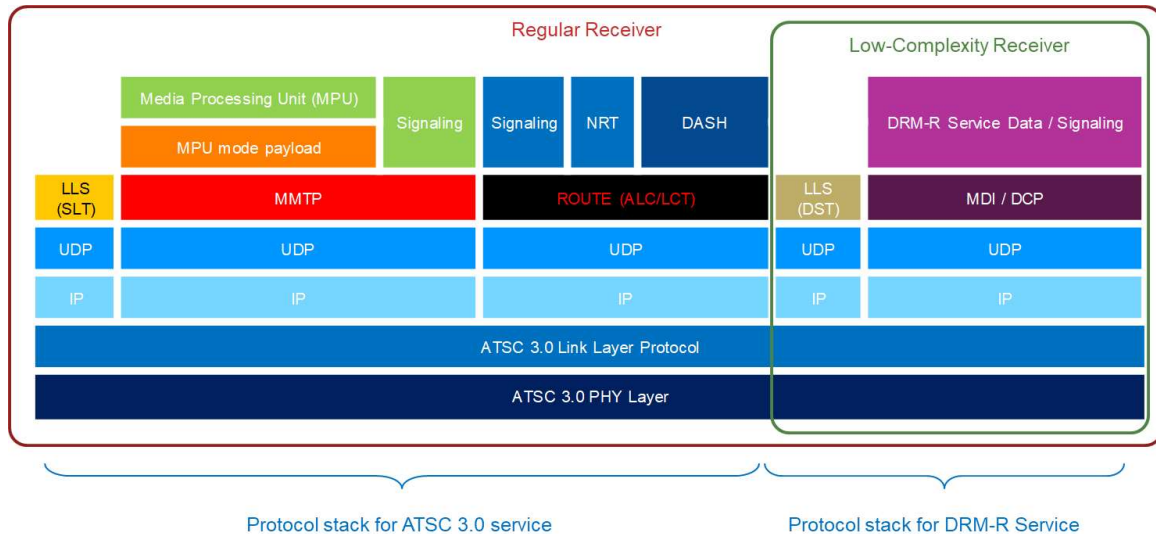 Regular Receiver
Low-Complexity Receiver
Media Processing Unit (MPU)
MPU mode payload
Signaling
Signaling
NRT
DASH
DRM-R Service Data / Signaling
LLS
(SLT)
MMTP
ROUTE (ALC/LCT)
LLS
(DST)
MDI / DCP
UDP
UDP
UDP
UDP
UDP
IP
IP
IP
IP
IP
ATSC 3.0 Link Layer Protocol
ATSC 3.0 PHY Layer
Protocol stack for ATSC 3.0 service
Protocol stack for DRM-R Service